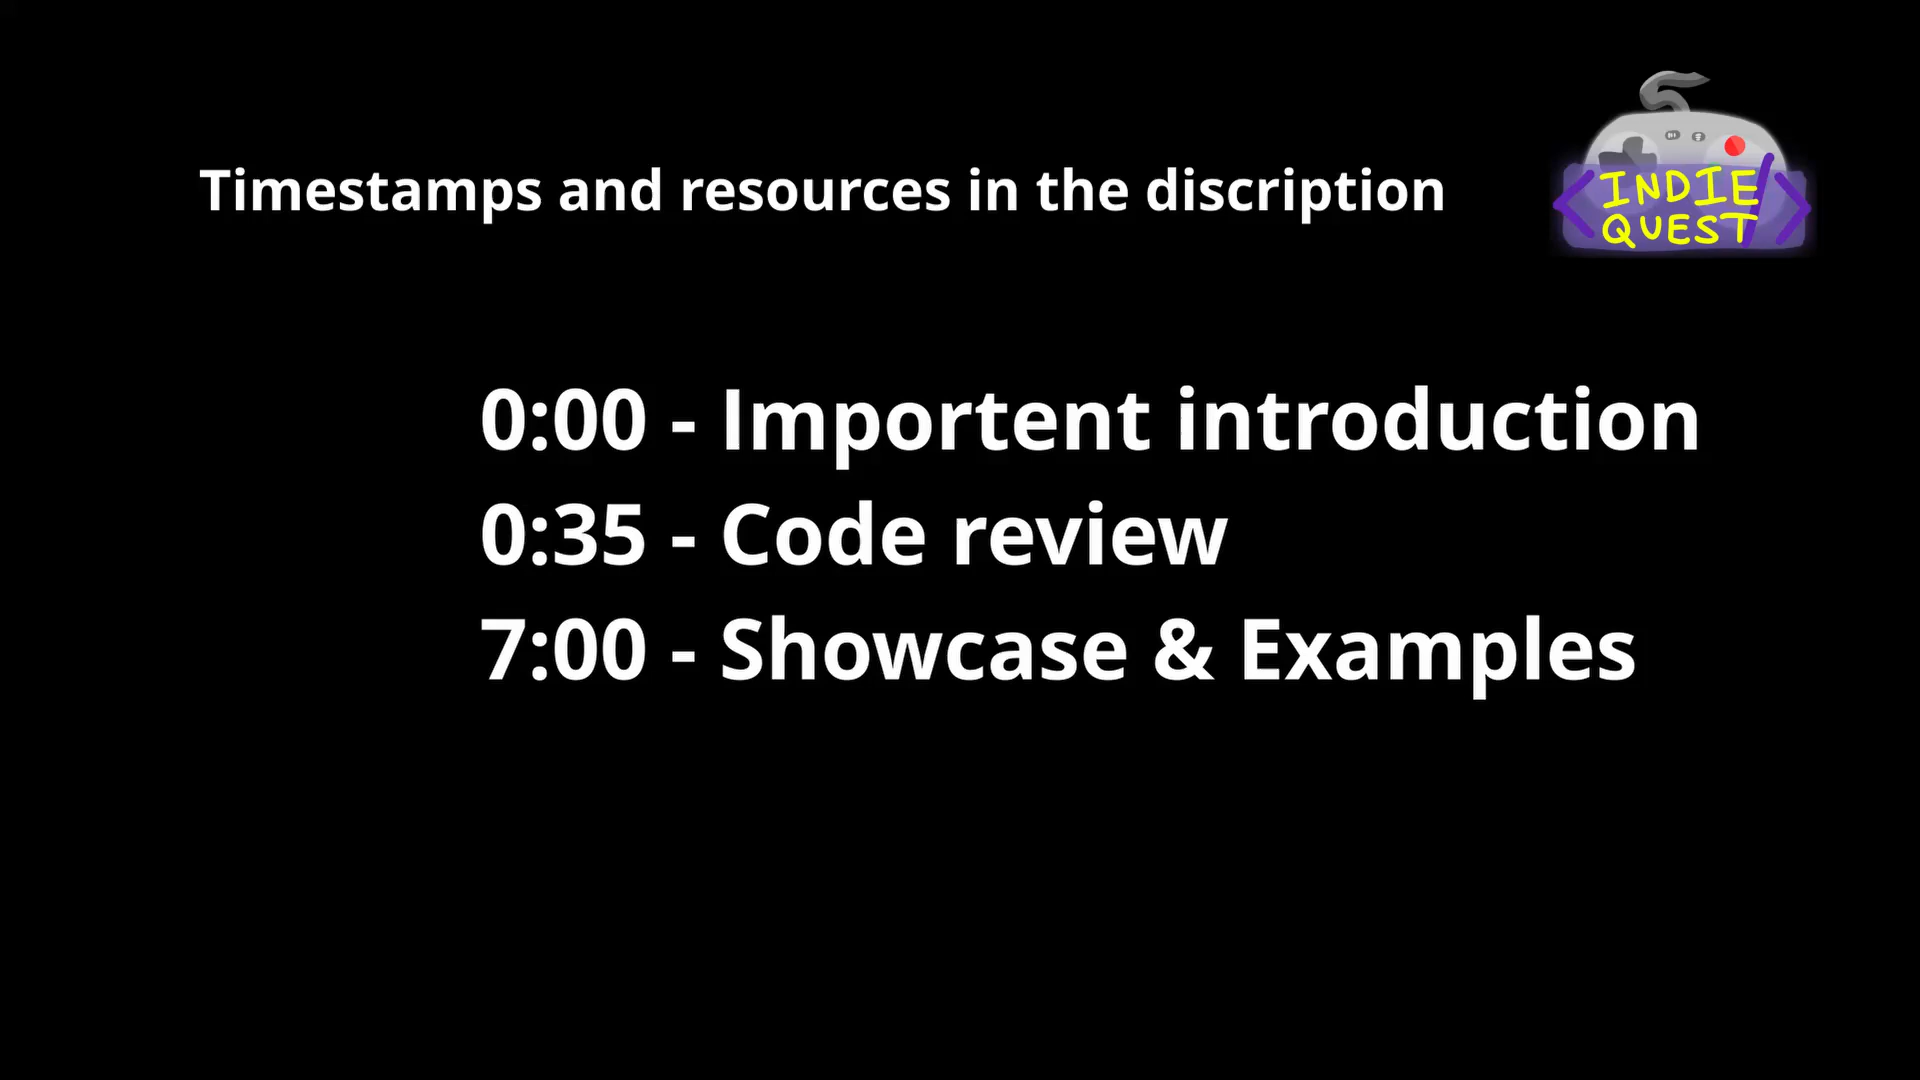 Timestamps and resources in the discription
INDIE
QUEST
0:00 - Importent introduction
0:35 - Code review
7:00 - Showcase & Examples